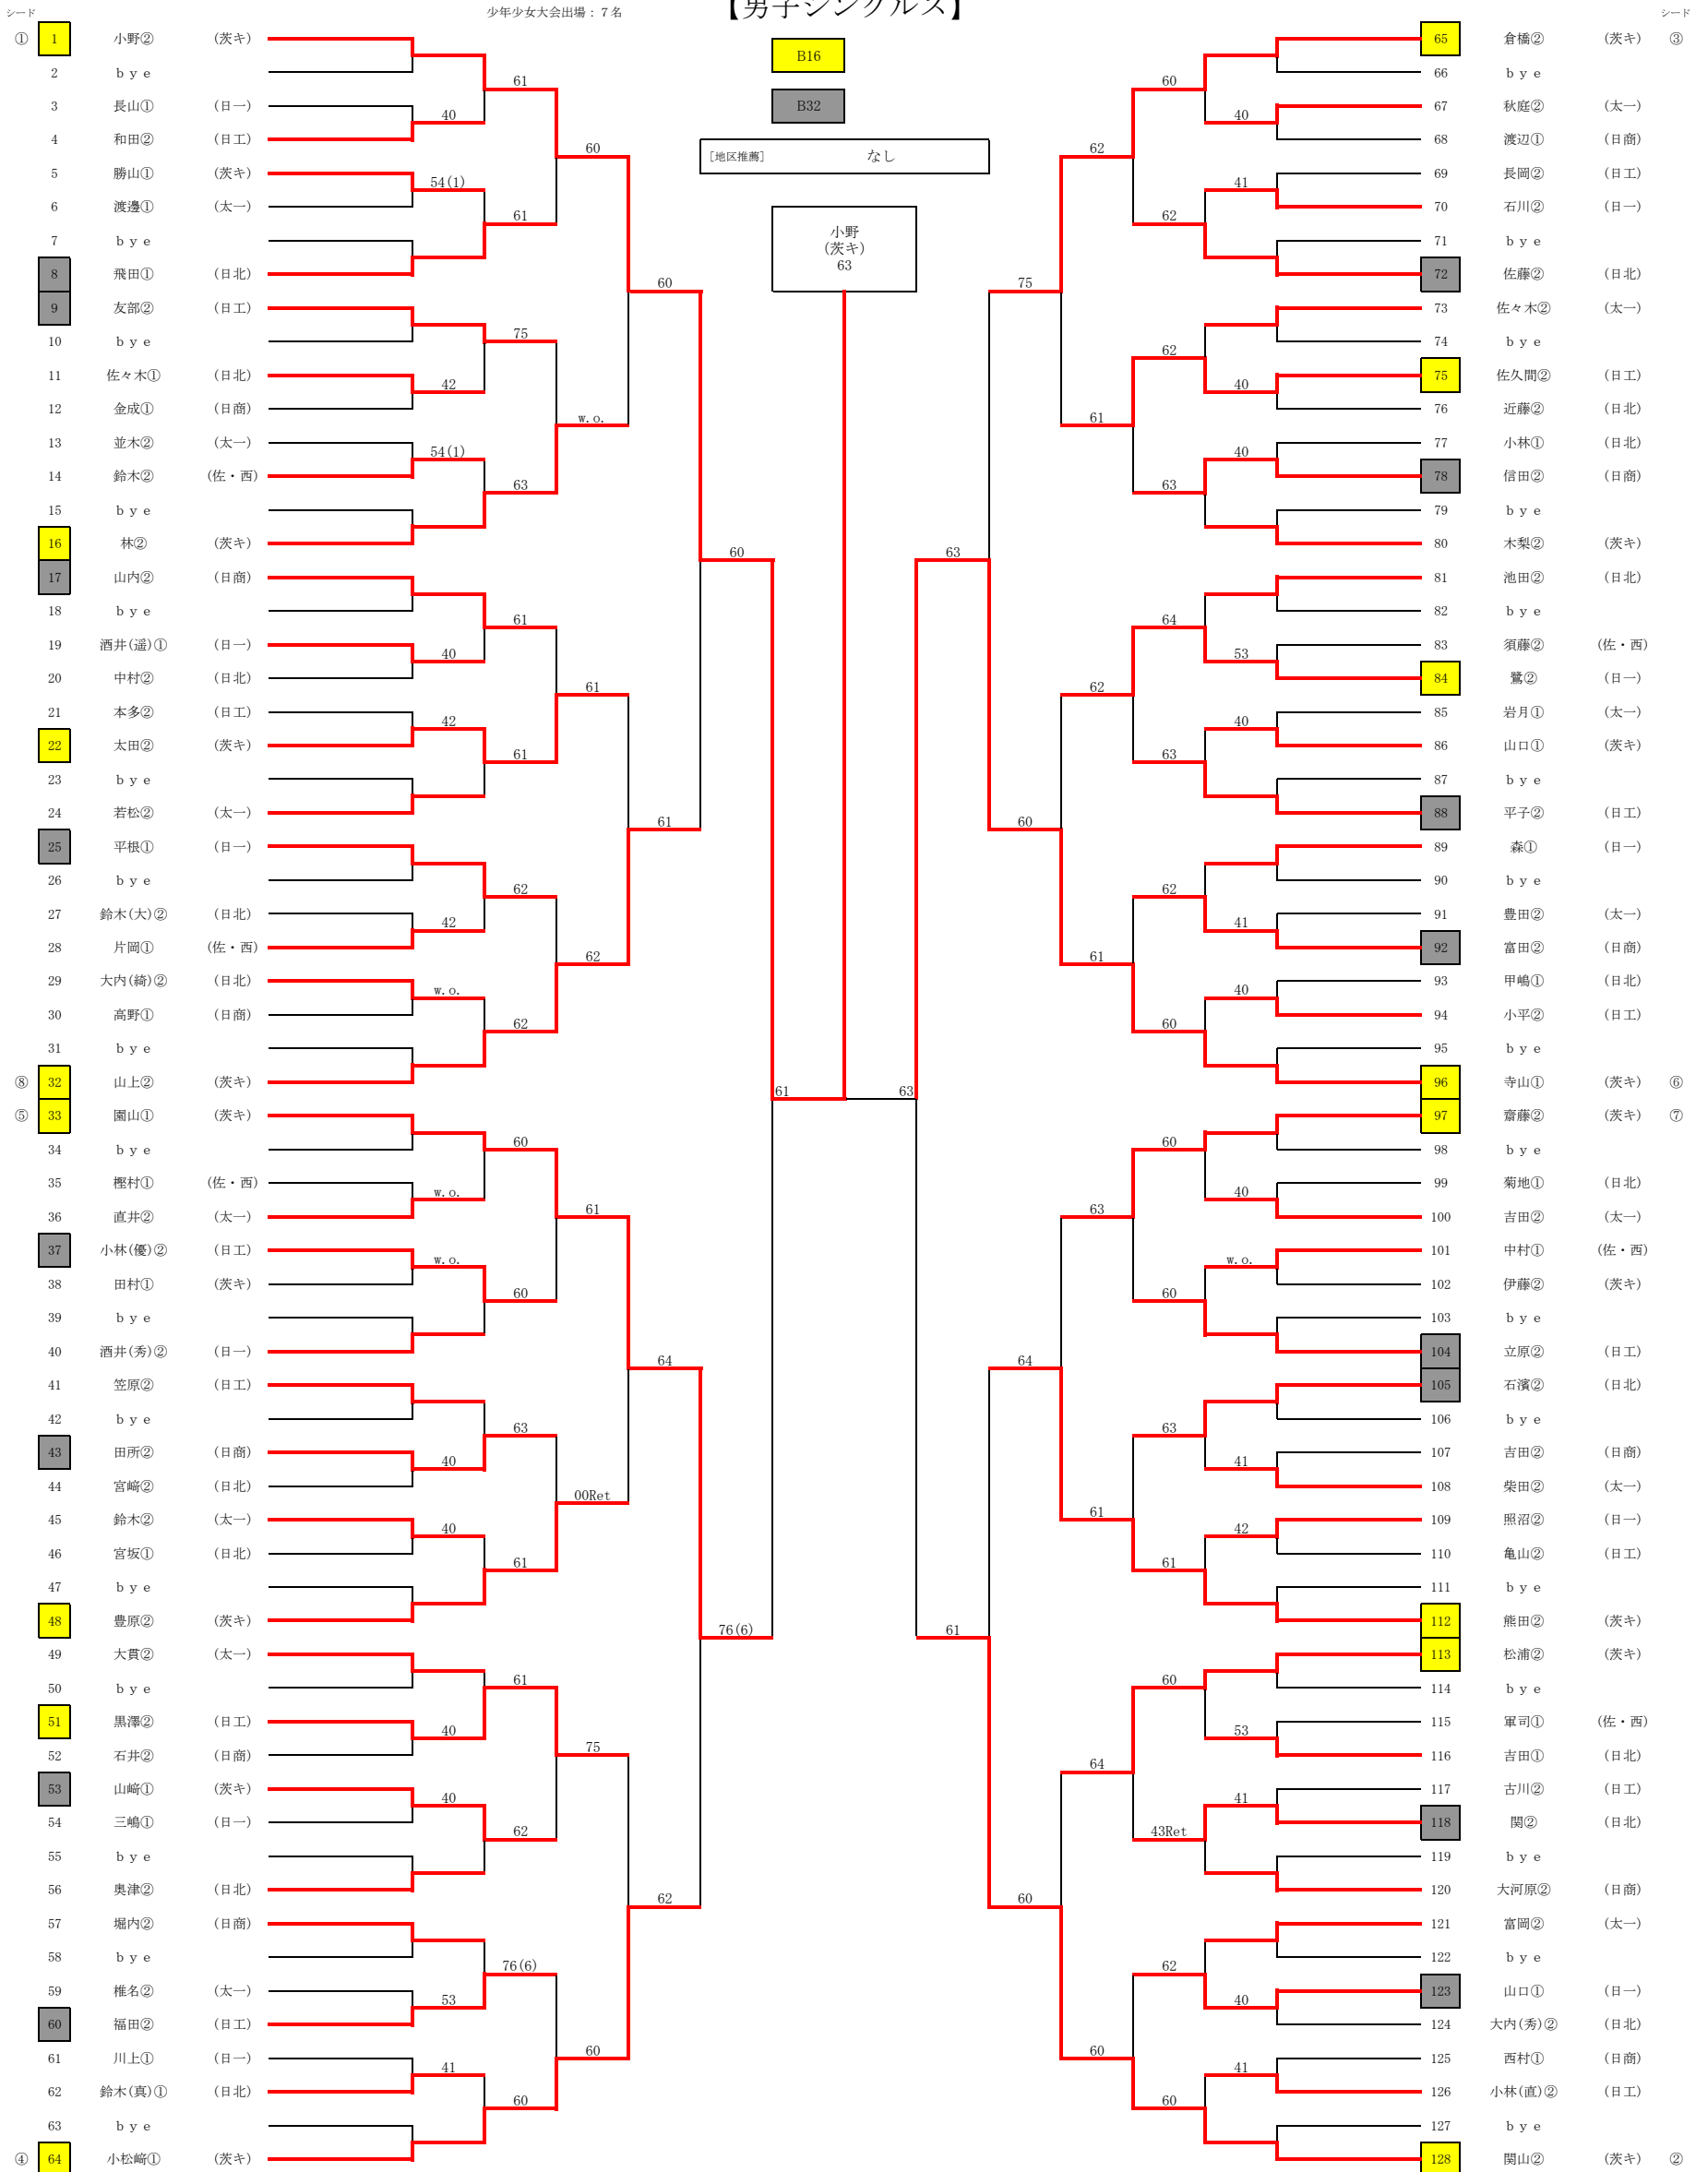 【男子シングルス】
シード
少年少女大会出場：７名
シード
① 1 小野② (茨キ)
2 ｂｙｅ
3 長山① (日一)
4 和田② (日工)
5 勝山① (茨キ)
6 渡邊① (太一)
7 ｂｙｅ
8 飛田① (日北)
9 友部② (日工)
10 ｂｙｅ
11 佐々木① (日北)
12 金成① (日商)
13 並木② (太一)
14 鈴木② (佐・西)
15 ｂｙｅ
16 林② (茨キ)
17 山内② (日商)
18 ｂｙｅ
19 酒井(遥)① (日一)
20 中村② (日北)
21 本多② (日工)
22 太田② (茨キ)
23 ｂｙｅ
24 若松② (太一)
25 平根① (日一)
26 ｂｙｅ
27 鈴木(大)② (日北)
28 片岡① (佐・西)
29 大内(綺)② (日北)
30 高野① (日商)
31 ｂｙｅ
⑧ 32 山上② (茨キ)
⑤ 33 園山① (茨キ)
34 ｂｙｅ
35 樫村① (佐・西)
36 直井② (太一)
37 小林(優)② (日工)
38 田村① (茨キ)
39 ｂｙｅ
40 酒井(秀)② (日一)
41 笠原② (日工)
42 ｂｙｅ
43 田所② (日商)
44 宮﨑② (日北)
45 鈴木② (太一)
46 宮坂① (日北)
47 ｂｙｅ
48 豊原② (茨キ)
49 大貫② (太一)
50 ｂｙｅ
51 黒澤② (日工)
52 石井② (日商)
53 山﨑① (茨キ)
54 三嶋① (日一)
55 ｂｙｅ
56 奥津② (日北)
57 堀内② (日商)
58 ｂｙｅ
59 椎名② (太一)
60 福田② (日工)
61 川上① (日一)
62 鈴木(真)① (日北)
63 ｂｙｅ
④ 64 小松﨑① (茨キ)
40
54(1)
42
54(1)
40
42
42
w.o.
w.o.
w.o.
40
40
40
40
53
41
61
61
75
63
61
61
62
62
60
60
63
61
61
62
76(6)
60
60
w.o.
61
62
61
00Ret
75
60
60
61
64
62
60
76(6)
61
B16
B32
［地区推薦］ なし
小野
(茨キ)
63
63
63
61
75
60
64
60
62
61
62
61
63
61
64
60
60
62
62
63
64
63
62
60
60
60
63
61
60
43Ret
62
60
40
41
40
40
53
40
41
40
40
w.o.
41
42
53
41
40
41
65 倉橋② (茨キ) ③
66 ｂｙｅ
67 秋庭② (太一)
68 渡辺① (日商)
69 長岡② (日工)
70 石川② (日一)
71 ｂｙｅ
72 佐藤② (日北)
73 佐々木② (太一)
74 ｂｙｅ
75 佐久間② (日工)
76 近藤② (日北)
77 小林① (日北)
78 信田② (日商)
79 ｂｙｅ
80 木梨② (茨キ)
81 池田② (日北)
82 ｂｙｅ
83 須藤② (佐・西)
84 鷺② (日一)
85 岩月① (太一)
86 山口① (茨キ)
87 ｂｙｅ
88 平子② (日工)
89 森① (日一)
90 ｂｙｅ
91 豊田② (太一)
92 富田② (日商)
93 甲嶋① (日北)
94 小平② (日工)
95 ｂｙｅ
96 寺山① (茨キ) ⑥
97 齋藤② (茨キ) ⑦
98 ｂｙｅ
99 菊地① (日北)
100 吉田② (太一)
101 中村① (佐・西)
102 伊藤② (茨キ)
103 ｂｙｅ
104 立原② (日工)
105 石濱② (日北)
106 ｂｙｅ
107 吉田② (日商)
108 柴田② (太一)
109 照沼② (日一)
110 亀山② (日工)
111 ｂｙｅ
112 熊田② (茨キ)
113 松浦② (茨キ)
114 ｂｙｅ
115 軍司① (佐・西)
116 吉田① (日北)
117 古川② (日工)
118 関② (日北)
119 ｂｙｅ
120 大河原② (日商)
121 富岡② (太一)
122 ｂｙｅ
123 山口① (日一)
124 大内(秀)② (日北)
125 西村① (日商)
126 小林(直)② (日工)
127 ｂｙｅ
128 関山② (茨キ) ②